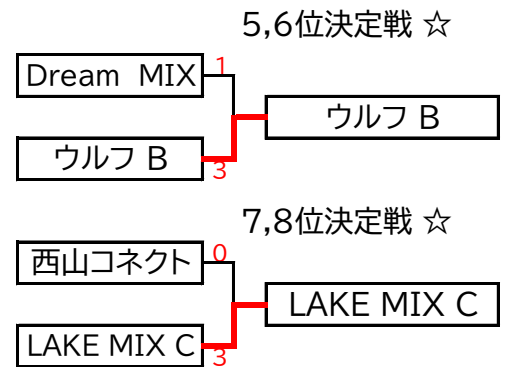 5,6位決定戦 ☆
Dream MIX
1
ウルフ B
ウルフ B
3
7,8位決定戦 ☆
西山コネクト
0
LAKE MIX C
LAKE MIX C
3